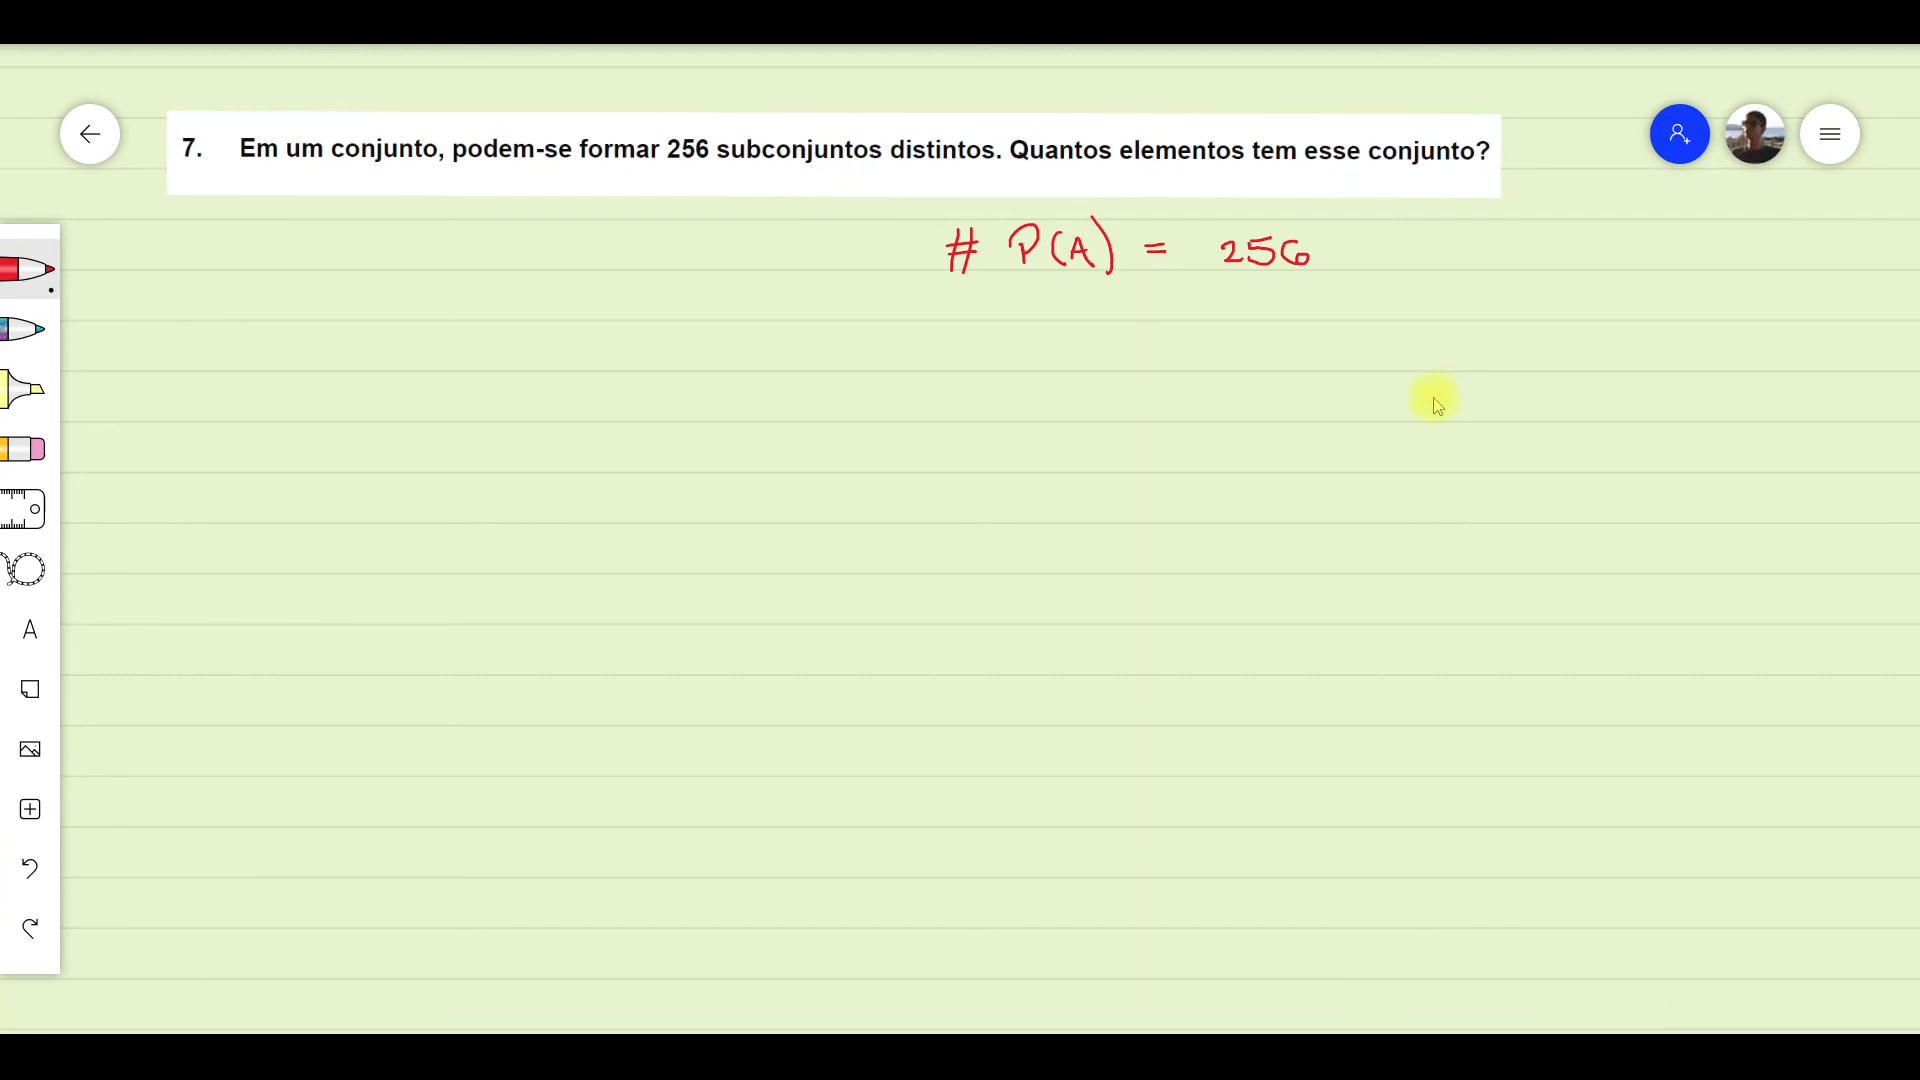 7. Em um conjunto, podem-se formar 256 subconjuntos distintos. Quantos elementos tem esse conjunto?
# P(A) = 256
A